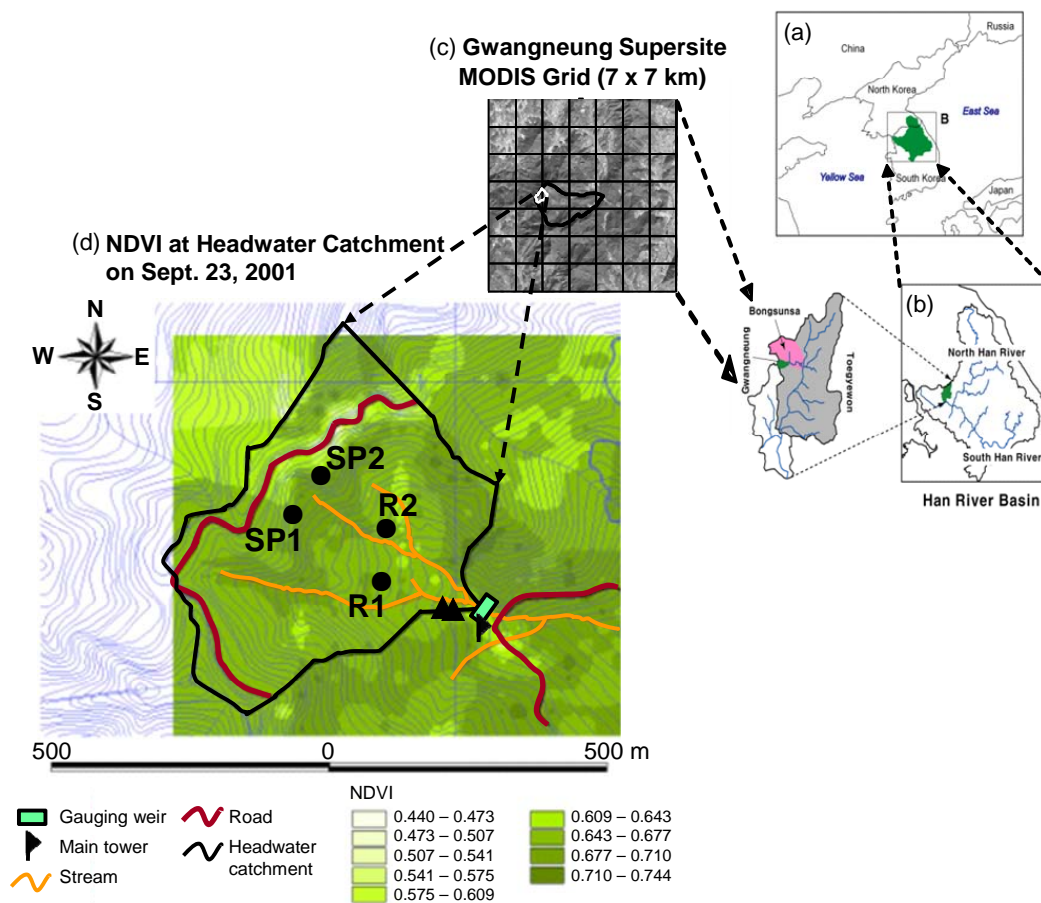 (a)
Russia
China
North Korea
B
East Sea
Yellow Sea
South Korea
Japan
(c) Gwangneung Supersite
MODIS Grid (7 x 7 km)
(b)
North Han River
South Han River
Han River Basin
Bongsunsa
Gwangneung
Toegyewon
(d) NDVI at Headwater Catchment
on Sept. 23, 2001
N
W E
S
SP2
SP1
R2
R1
500 0 500 m
Gauging weir
Main tower
Stream
Road
Headwater
catchment
NDVI
0.440 – 0.473
0.473 – 0.507
0.507 – 0.541
0.541 – 0.575
0.575 – 0.609
0.609 – 0.643
0.643 – 0.677
0.677 – 0.710
0.710 – 0.744